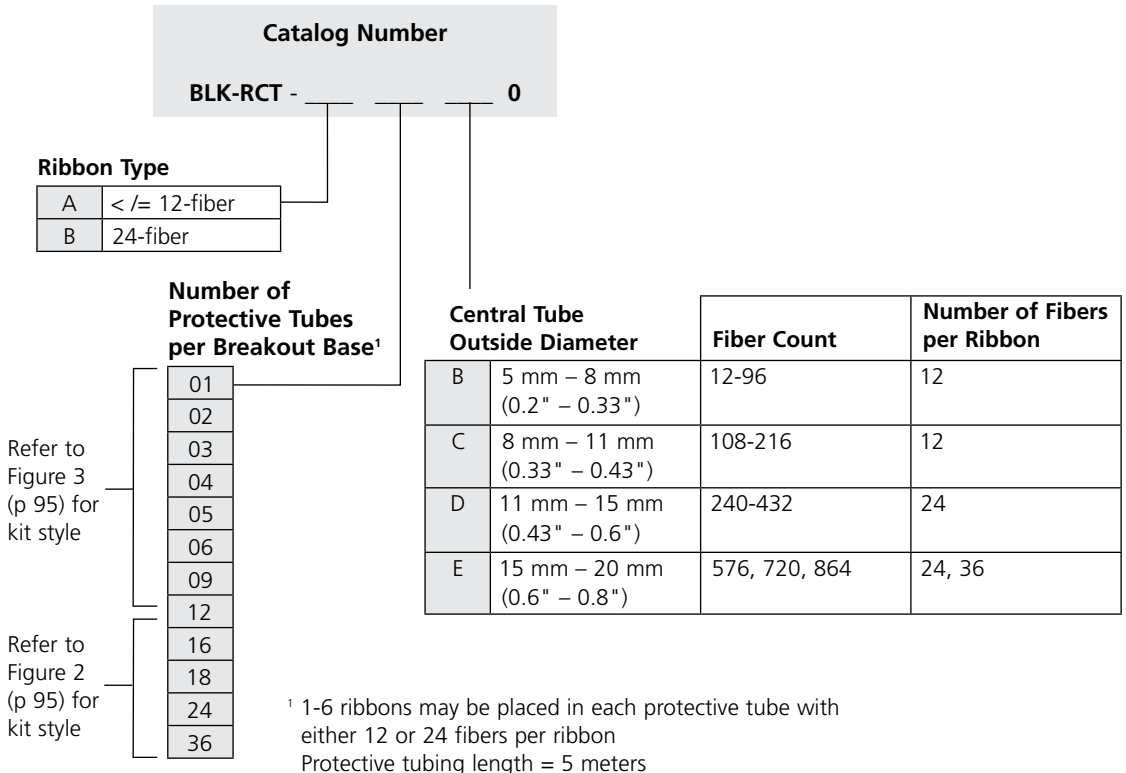 Catalog Number
BLK-RCT - ____ ____ ____ 0
Ribbon Type
A < /= 12-fiber
B 24-fiber
Number of
Protective Tubes
per Breakout Base¹
01
02
03
04
05
06
09
12
16
18
24
36
Refer to
Figure 3
(p 95) for
kit style
Refer to
Figure 2
(p 95) for
kit style
Central Tube
Outside Diameter
Fiber Count
Number of Fibers
per Ribbon
B 5 mm – 8 mm 12-96 12
(0.2" – 0.33")
C 8 mm – 11 mm 108-216 12
(0.33" – 0.43")
D 11 mm – 15 mm 240-432 24
(0.43" – 0.6")
E 15 mm – 20 mm 576, 720, 864 24, 36
(0.6" – 0.8")
¹ 1-6 ribbons may be placed in each protective tube with
either 12 or 24 fibers per ribbon
Protective tubing length = 5 meters